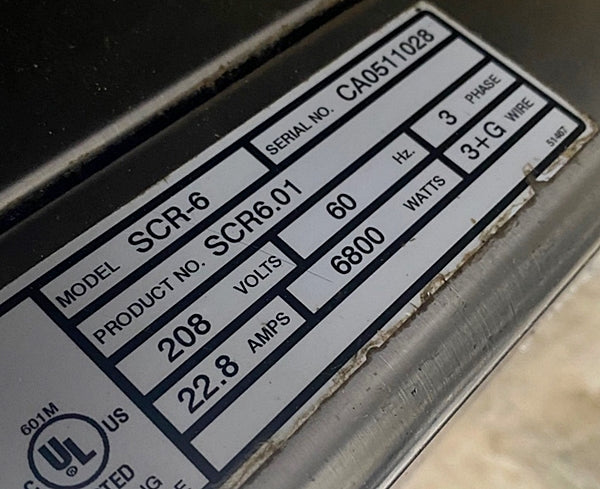 MODEL SCR-6 SERIAL NO. CA0511028
PRODUCT NO. SCR6.01
208 VOLTS 60 Hz. 3 PHASE
22.8 AMPS 6800 WATTS 3+G WIRE
51467
601M
C UL ® US